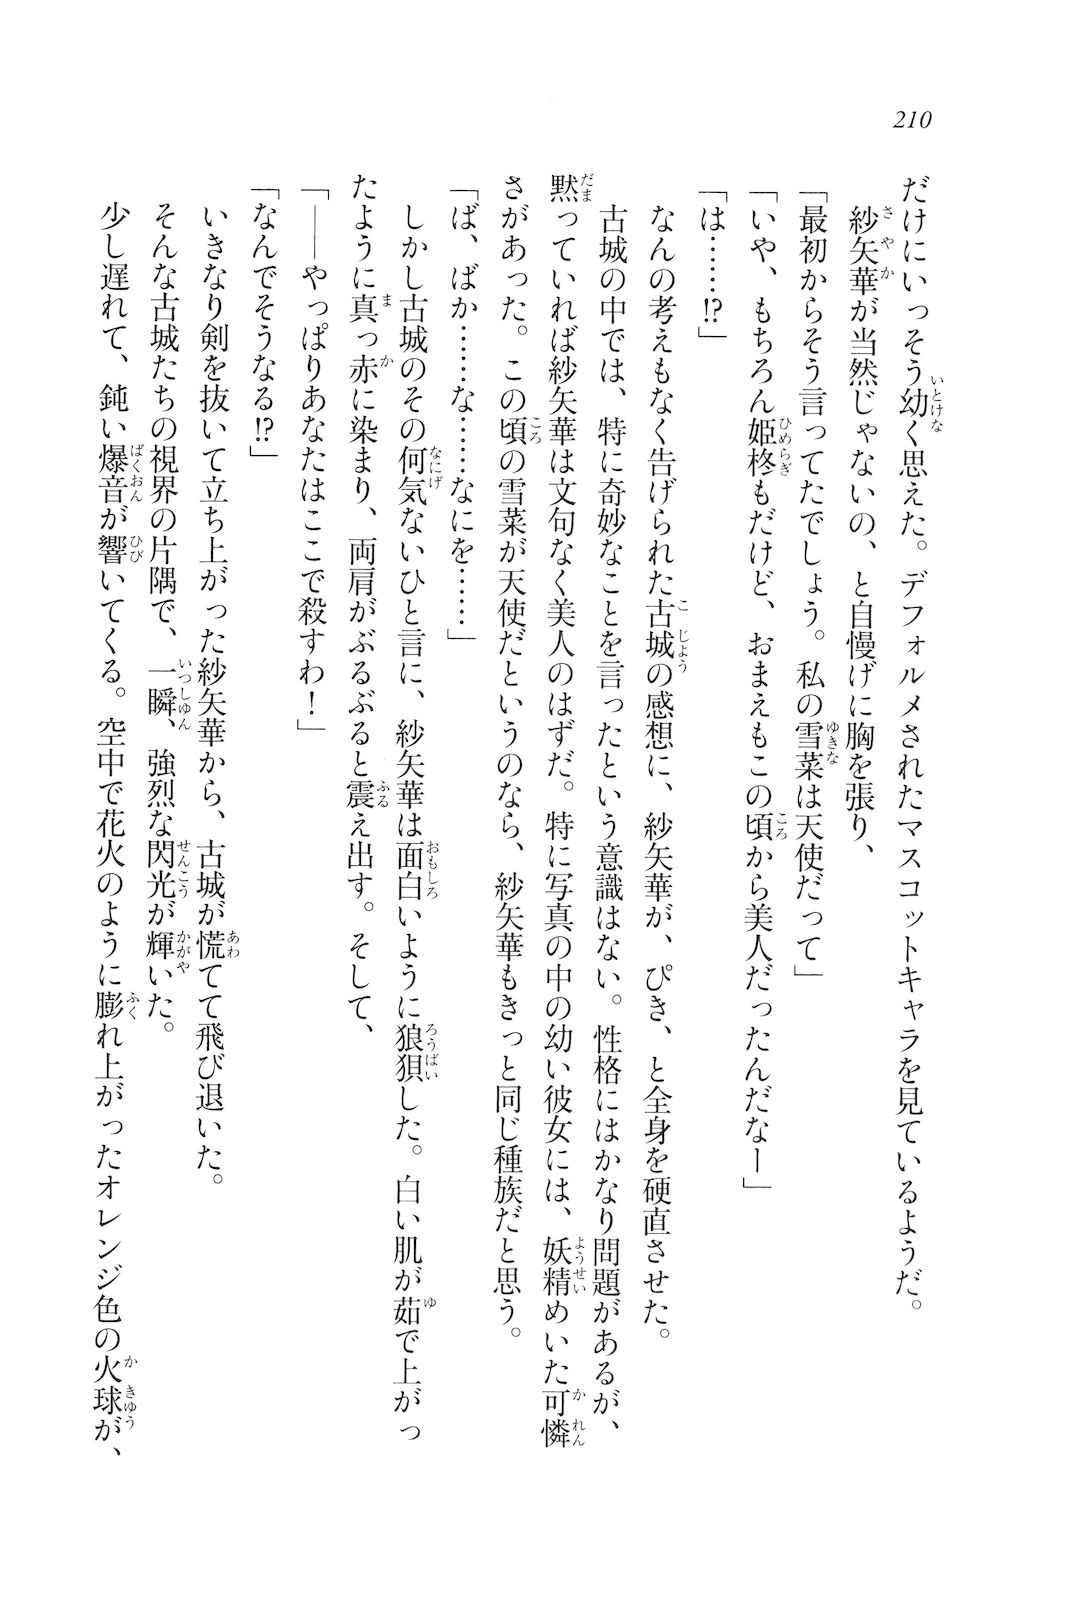 210
だけにいっそう幼く思えた。デフォルメされたマスコットキャラを見ているようだ。
紗矢華が当然じゃないの、と自慢げに胸を張り、
「最初からそう言ってたでしょう。私の雪菜は天使だって」
「いや、もちろん姫柊もだけど、おまえもこの頃から美人だったんだなー」
「は……!?」
なんの考えもなく告げられた古城の感想に、紗矢華が、ぴき、と全身を硬直させた。
古城の中では、特に奇妙なことを言ったという意識はない。性格にはかなり問題があるが、
黙っていれば紗矢華は文句なく美人のはずだ。特に写真の中の幼い彼女には、妖精めいた可憐
さがあった。この頃の雪菜が天使だというのなら、紗矢華もきっと同じ種族だと思う。
「ば、ばか……な……なにを……」
しかし古城のその何気ないひと言に、紗矢華は面白いように狼狽した。白い肌が茹で上がっ
たように真っ赤に染まり、両肩がぶるぶると震え出す。そして、
「――やっぱりあなたはここで殺すわ！」
「なんでそうなる!?」
いきなり剣を抜いて立ち上がった紗矢華から、古城が慌てて飛び退いた。
そんな古城たちの視界の片隅で、一瞬、強烈な閃光が輝いた。
少し遅れて、鈍い爆音が響いてくる。空中で花火のように膨れ上がったオレンジ色の火球が、